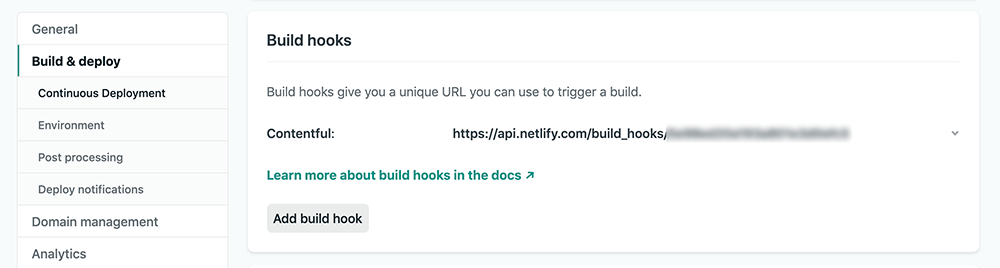 General
Build & deploy
Continuous Deployment
Environment
Post processing
Deploy notifications
Domain management
Analytics
Build hooks
Build hooks give you a unique URL you can use to trigger a build.
Contentful: https://api.netlify.com/build_hooks/
Learn more about build hooks in the docs ↗
Add build hook